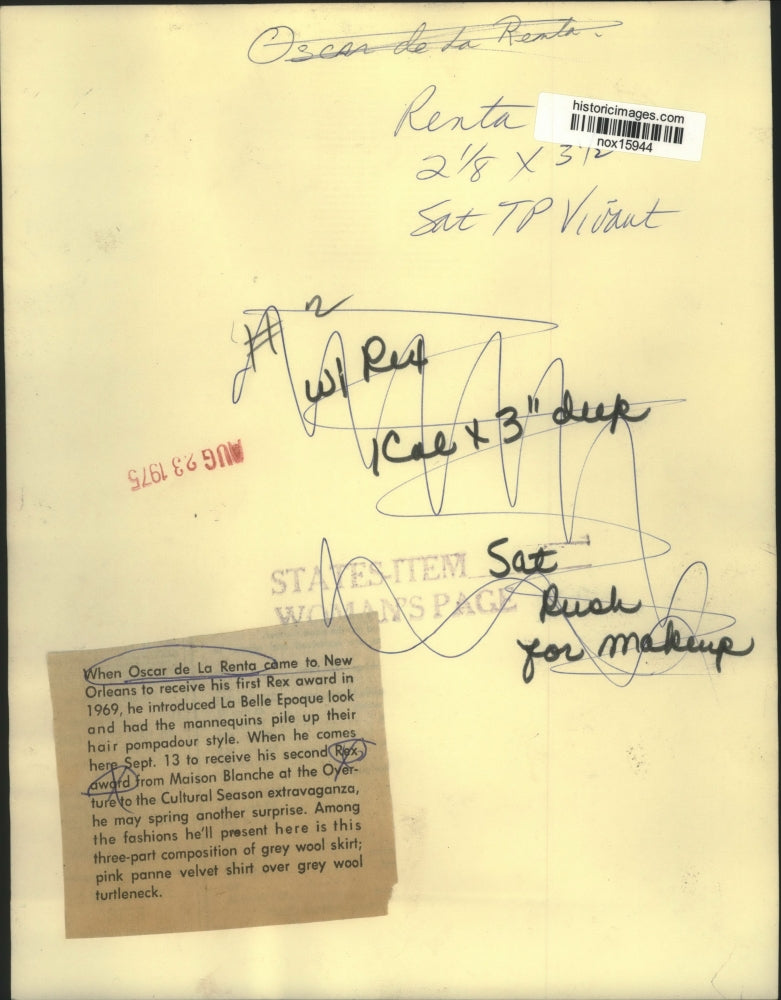 Oscar de La Renta.
Renta
historicimages.com
nox15944
2 1/8 X 3 1/2
Sat TP Vivant
# 2
w/ Rex
1 Col x 3" deep
AUG 23 1975
STATES-ITEM
WOMAN'S PAGE
Sat
Rush
for makeup
When Oscar de La Renta came to New
Orleans to receive his first Rex award in
1969, he introduced La Belle Epoque look
and had the mannequins pile up their
hair pompadour style. When he comes
here Sept. 13 to receive his second Rex
award from Maison Blanche at the Over-
ture to the Cultural Season extravaganza,
he may spring another surprise. Among
the fashions he'll present here is this
three-part composition of grey wool skirt;
pink panne velvet shirt over grey wool
turtleneck.